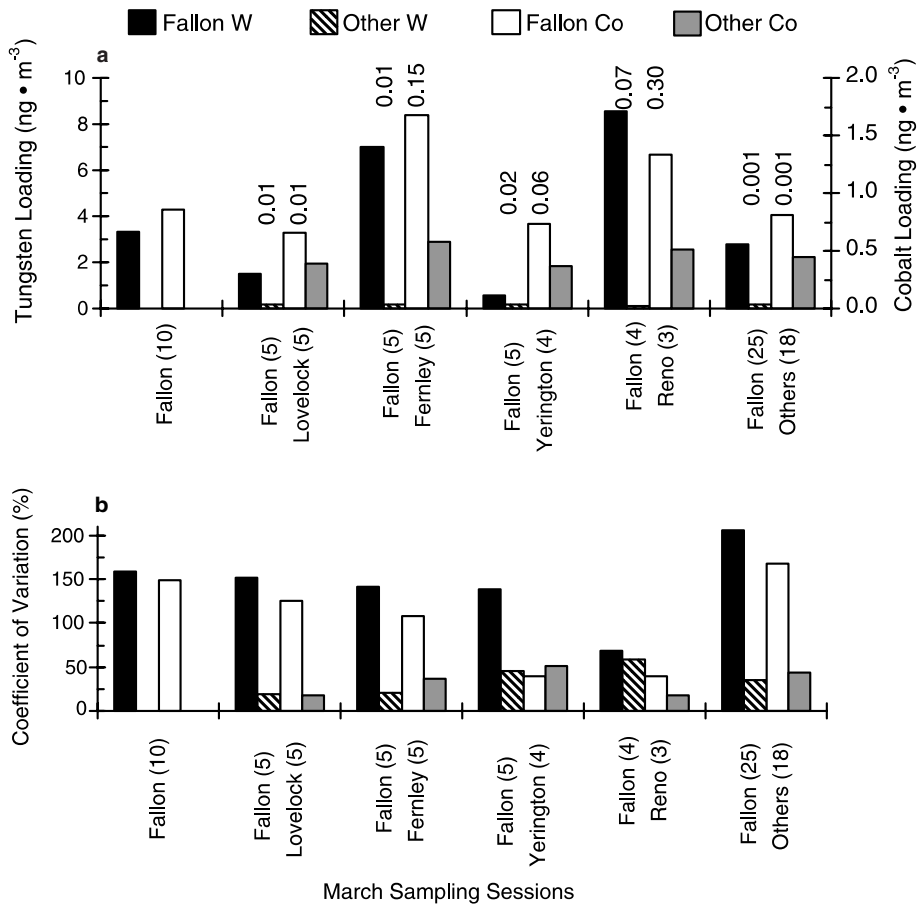 Fallon W Other W Fallon Co Other Co
a
Tungsten Loading (ng • m-3)
10
8
6
4
2
0
0.01
0.01
0.01
0.15
0.02
0.06
0.07
0.30
0.001
0.001
2.0
1.5
1.0
0.5
0.0
Cobalt Loading (ng • m-3)
Fallon (10)
Fallon (5)
Lovelock (5)
Fallon (5)
Fernley (5)
Fallon (5)
Yerington (4)
Fallon (4)
Reno (3)
Fallon (25)
Others (18)
b
Coefficient of Variation (%)
200
150
100
50
0
Fallon (10)
Fallon (5)
Lovelock (5)
Fallon (5)
Fernley (5)
Fallon (5)
Yerington (4)
Fallon (4)
Reno (3)
Fallon (25)
Others (18)
March Sampling Sessions